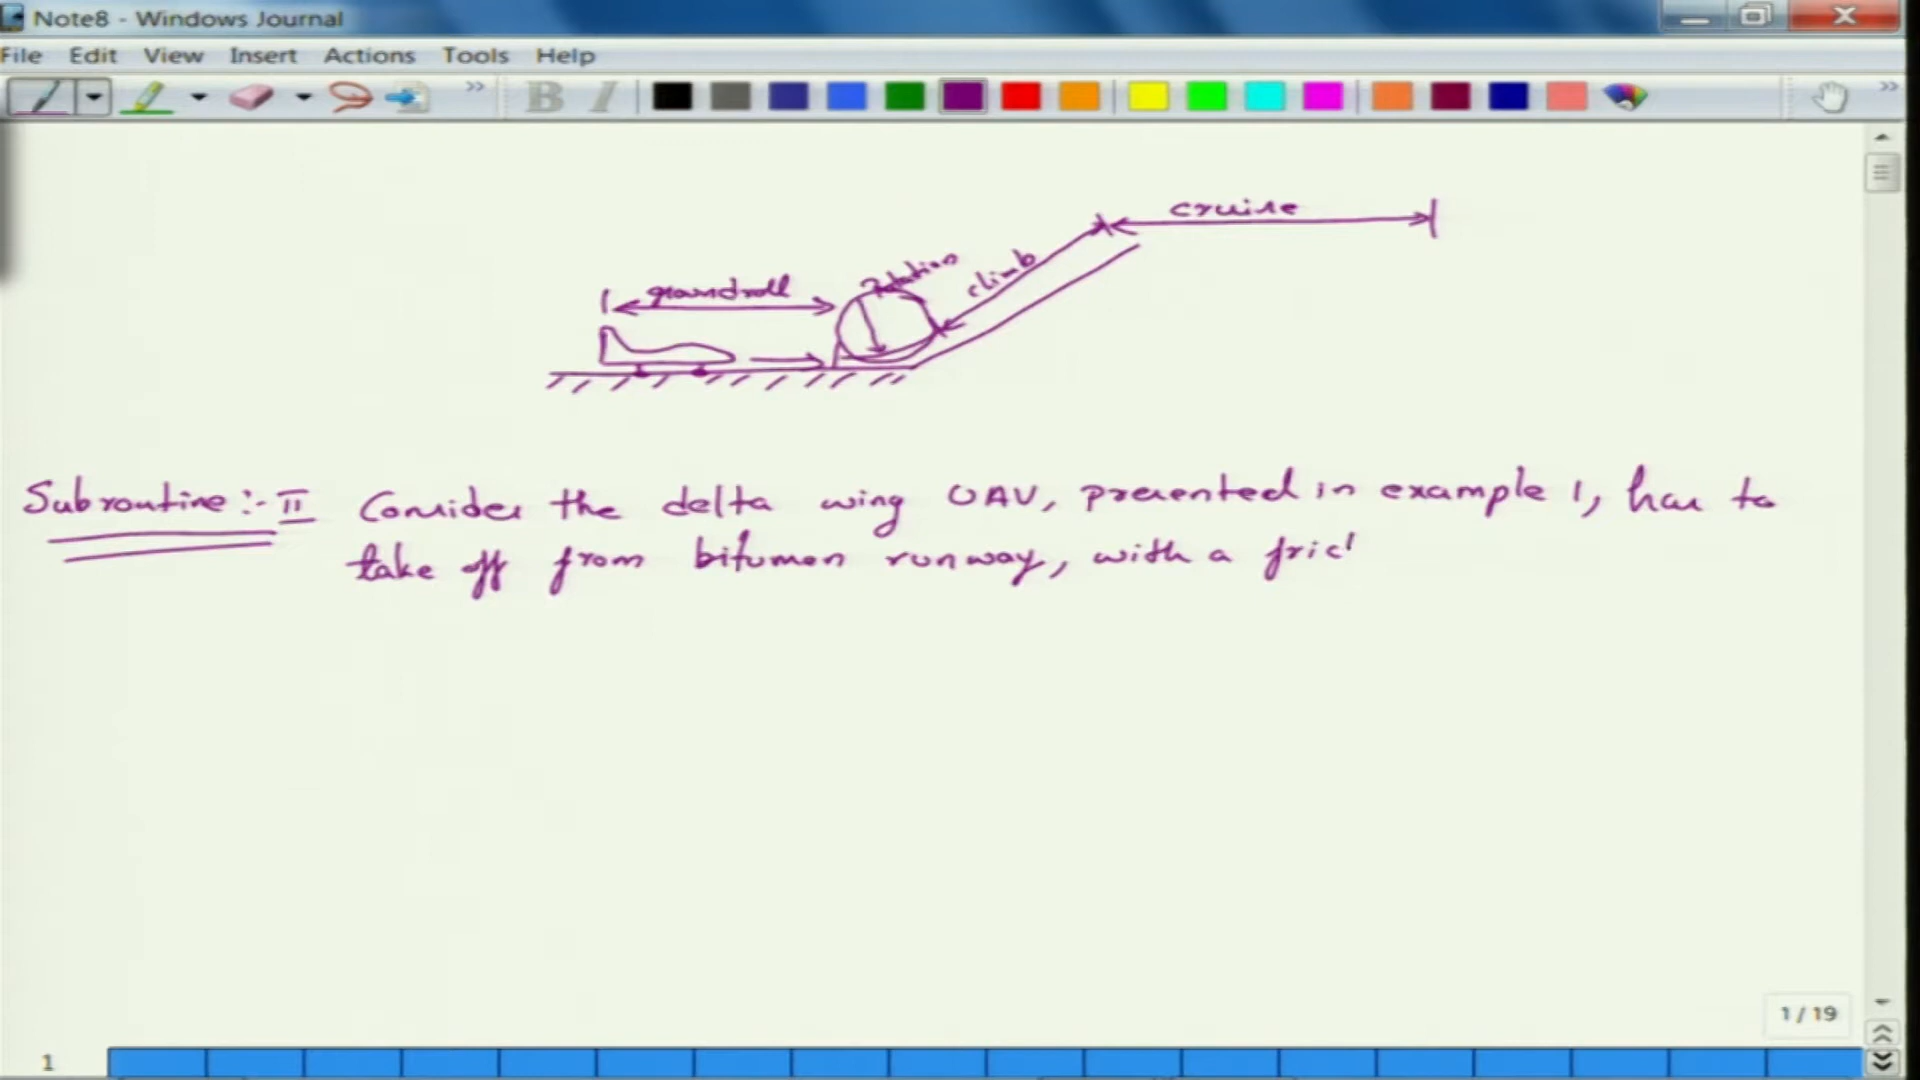 Note8 - Windows Journal
File Edit View Insert Actions Tools Help
B I
cruise
groundroll
Rotation
climb
Subroutine:- II Consider the delta wing UAV, presented in example 1, has to
take off from bitumen runway, with a fric
1 / 19
1